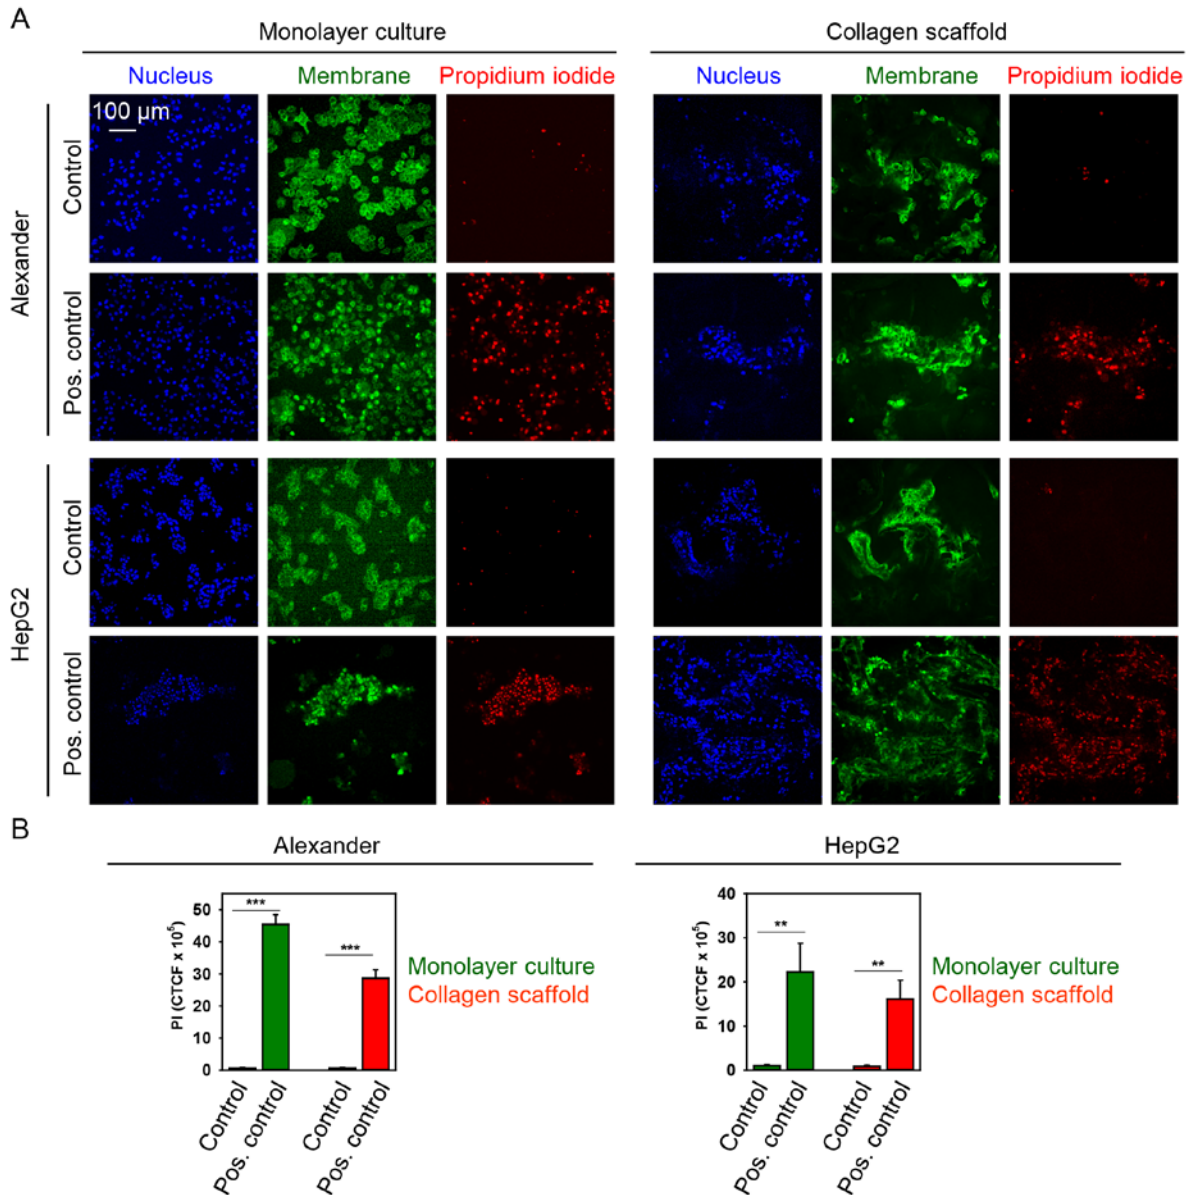 A
Monolayer culture
Collagen scaffold
Nucleus Membrane Propidium iodide
Nucleus Membrane Propidium iodide
100 µm
Alexander
Control
Pos. control
HepG2
Control
Pos. control
B
Alexander
PI (CTCF x 10⁵)
50
40
30
20
10
0
***
***
Control
Pos. control
Control
Pos. control
Monolayer culture
Collagen scaffold
HepG2
PI (CTCF x 10⁵)
40
30
20
10
0
**
**
Control
Pos. control
Control
Pos. control
Monolayer culture
Collagen scaffold